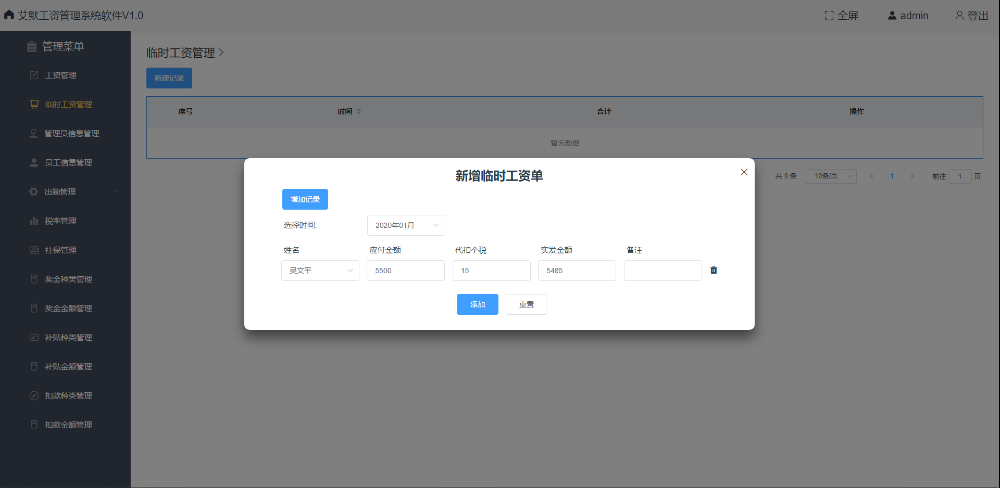 艾默工资管理系统软件V1.0
全屏 admin 登出
管理菜单
工资管理
临时工资管理
管理员信息管理
员工信息管理
出勤管理
税率管理
社保管理
奖金种类管理
奖金金额管理
补贴种类管理
补贴金额管理
扣款种类管理
扣款金额管理
临时工资管理
新建记录
序号 时间 合计 操作
暂无数据
共 0 条 10条/页 1 前往 1 页
新增临时工资单
增加记录
选择时间: 2020年01月
姓名 应付金额 代扣个税 实发金额 备注
吴文平 5500 15 5485
添加 重置